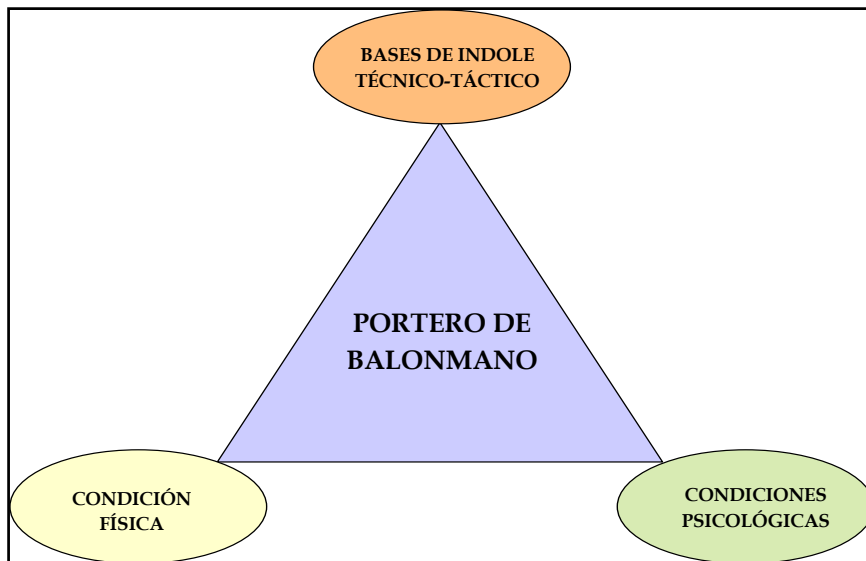 BASES DE INDOLE
TÉCNICO-TÁCTICO
PORTERO DE
BALONMANO
CONDICIÓN
FÍSICA
CONDICIONES
PSICOLÓGICAS